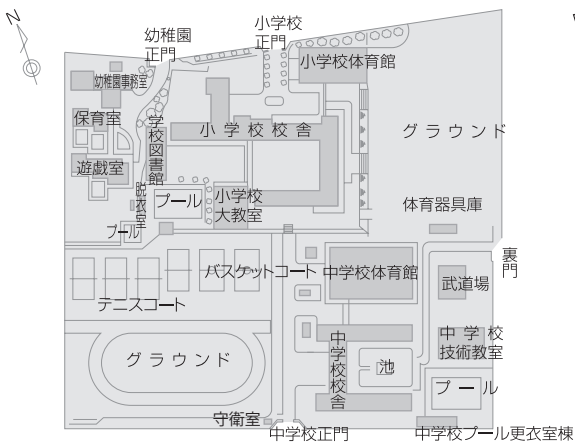 N
幼稚園
正門
小学校
正門
小学校体育館
幼稚園事務室
保育室
学校図書館
小学校校舎
グラウンド
遊戯室
脱衣室
プール
小学校
大教室
体育器具庫
プール
裏門
バスケットコート
中学校体育館
武道場
テニスコート
中学校
技術教室
グラウンド
中学校校舎
池
プール
守衛室
中学校正門
中学校プール更衣室棟